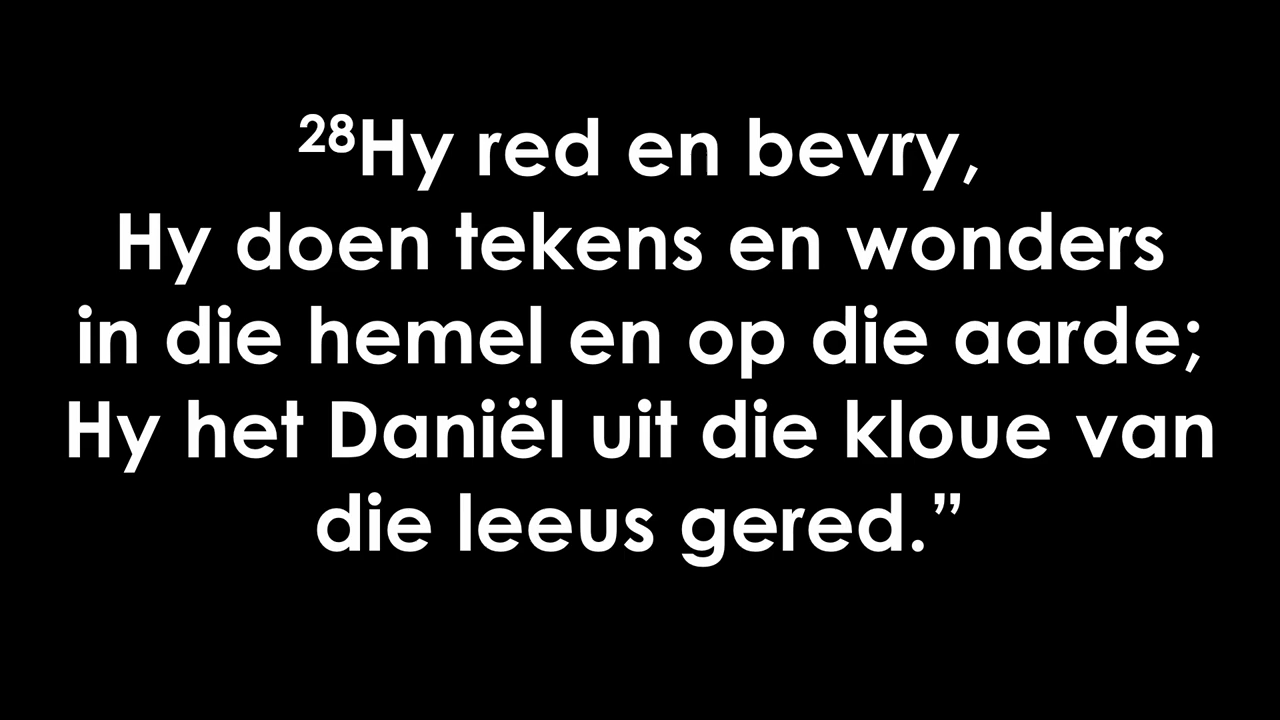 ²⁸Hy red en bevry,
Hy doen tekens en wonders
in die hemel en op die aarde;
Hy het Daniël uit die kloue van
die leeus gered.”